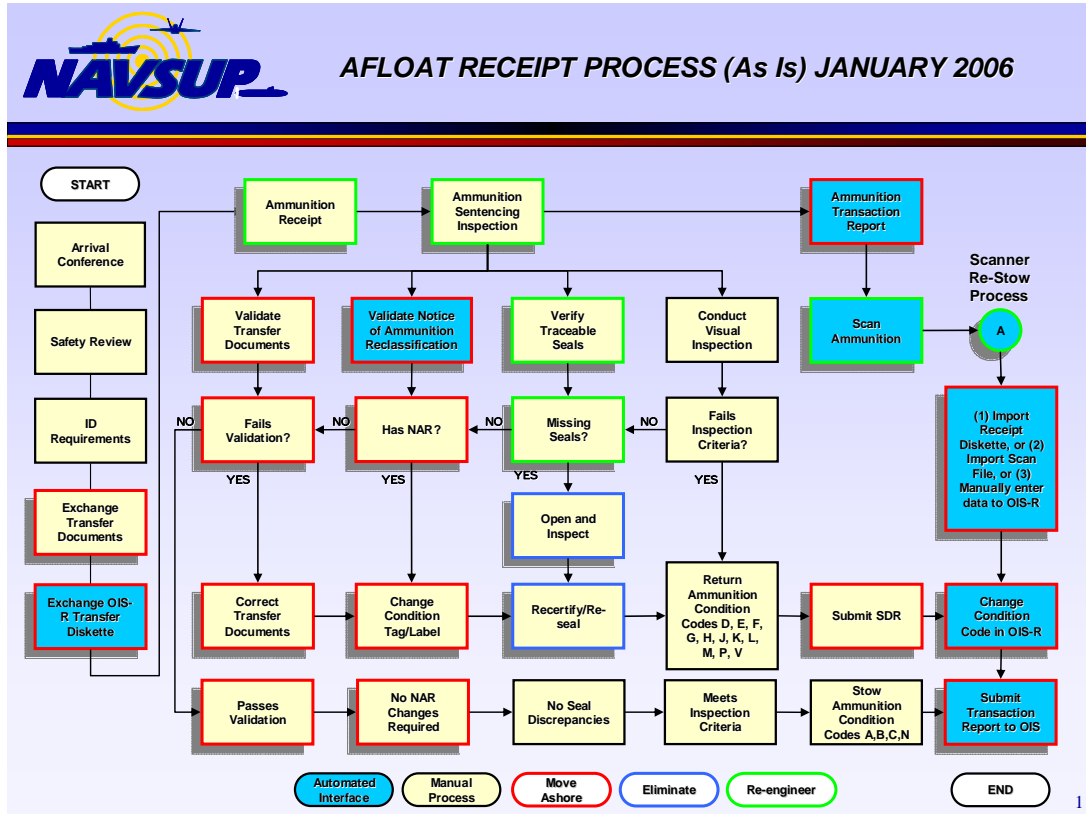 NAVSUP
AFLOAT RECEIPT PROCESS (As Is) JANUARY 2006
START
Arrival
Conference
Safety Review
ID
Requirements
Exchange
Transfer
Documents
Exchange OIS-
R Transfer
Diskette
Ammunition
Receipt
Ammunition
Sentencing
Inspection
Ammunition
Transaction
Report
Validate
Transfer
Documents
Validate Notice
of Ammunition
Reclassification
Verify
Traceable
Seals
Conduct
Visual
Inspection
Scan
Ammunition
Scanner
Re-Stow
Process
A
NO
Fails
Validation?
NO
Has NAR?
NO
Missing
Seals?
NO
Fails
Inspection
Criteria?
YES
YES
YES
YES
(1) Import
Receipt
Diskette, or (2)
Import Scan
File, or (3)
Manually enter
data to OIS-R
Open and
Inspect
Correct
Transfer
Documents
Change
Condition
Tag/Label
Recertify/Re-
seal
Return
Ammunition
Condition
Codes D, E, F,
G, H, J, K, L,
M, P, V
Submit SDR
Change
Condition
Code in OIS-R
Passes
Validation
No NAR
Changes
Required
No Seal
Discrepancies
Meets
Inspection
Criteria
Stow
Ammunition
Condition
Codes A,B,C,N
Submit
Transaction
Report to OIS
Automated
Interface
Manual
Process
Move
Ashore
Eliminate
Re-engineer
END
1